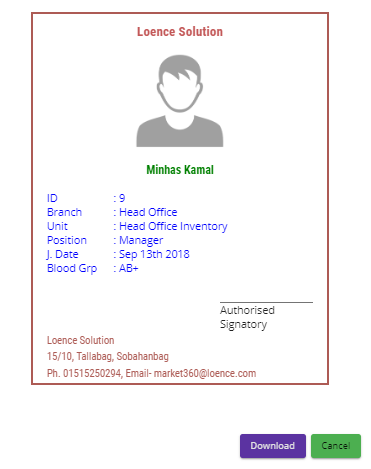 Loence Solution
Minhas Kamal
ID : 9
Branch : Head Office
Unit : Head Office Inventory
Position : Manager
J. Date : Sep 13th 2018
Blood Grp : AB+
Authorised
Signatory
Loence Solution
15/10, Tallabag, Sobahanbag
Ph. 01515250294, Email- market360@loence.com
Download Cancel